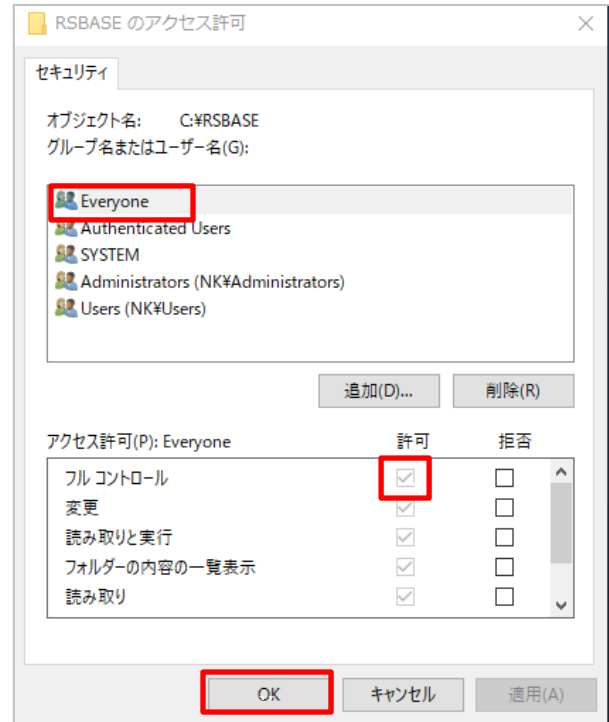 RSBASE のアクセス許可
セキュリティ
オブジェクト名: C:¥RSBASE
グループ名またはユーザー名(G):
Everyone
Authenticated Users
SYSTEM
Administrators (NK¥Administrators)
Users (NK¥Users)
追加(D)... 削除(R)
アクセス許可(P): Everyone 許可 拒否
フル コントロール
変更
読み取りと実行
フォルダーの内容の一覧表示
読み取り
OK キャンセル 適用(A)